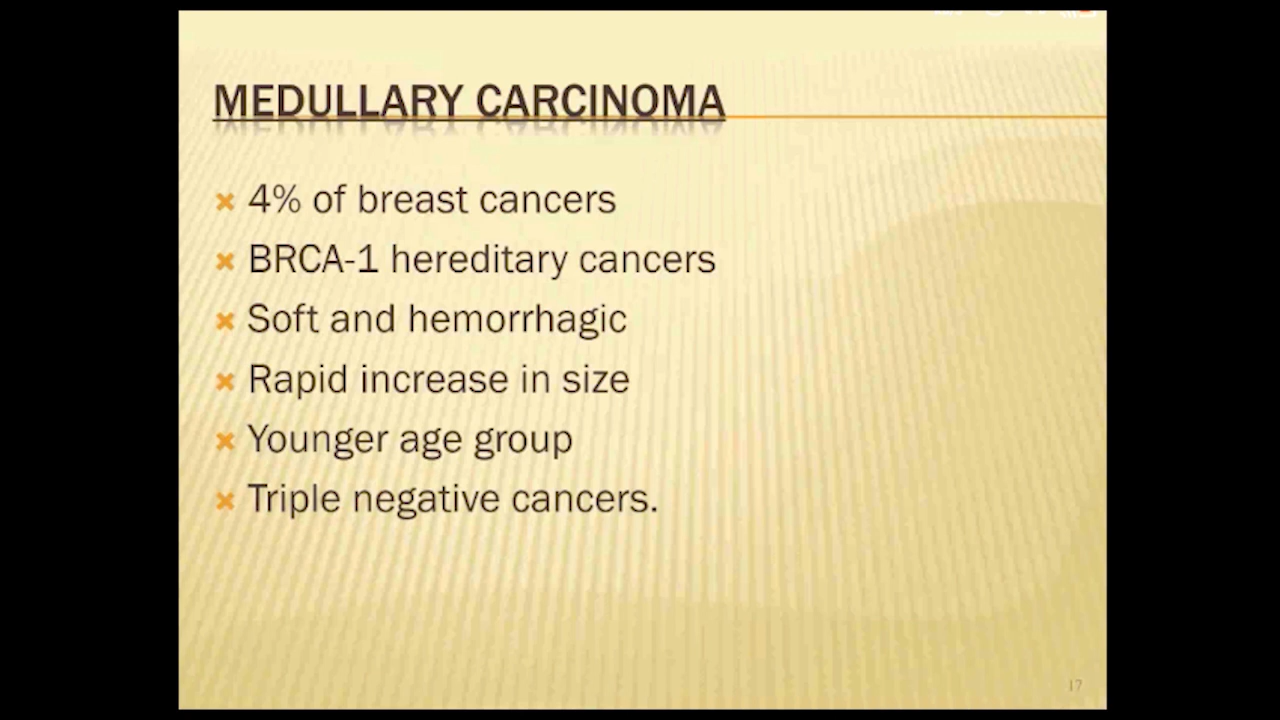 MEDULLARY CARCINOMA
4% of breast cancers
BRCA-1 hereditary cancers
Soft and hemorrhagic
Rapid increase in size
Younger age group
Triple negative cancers.
17